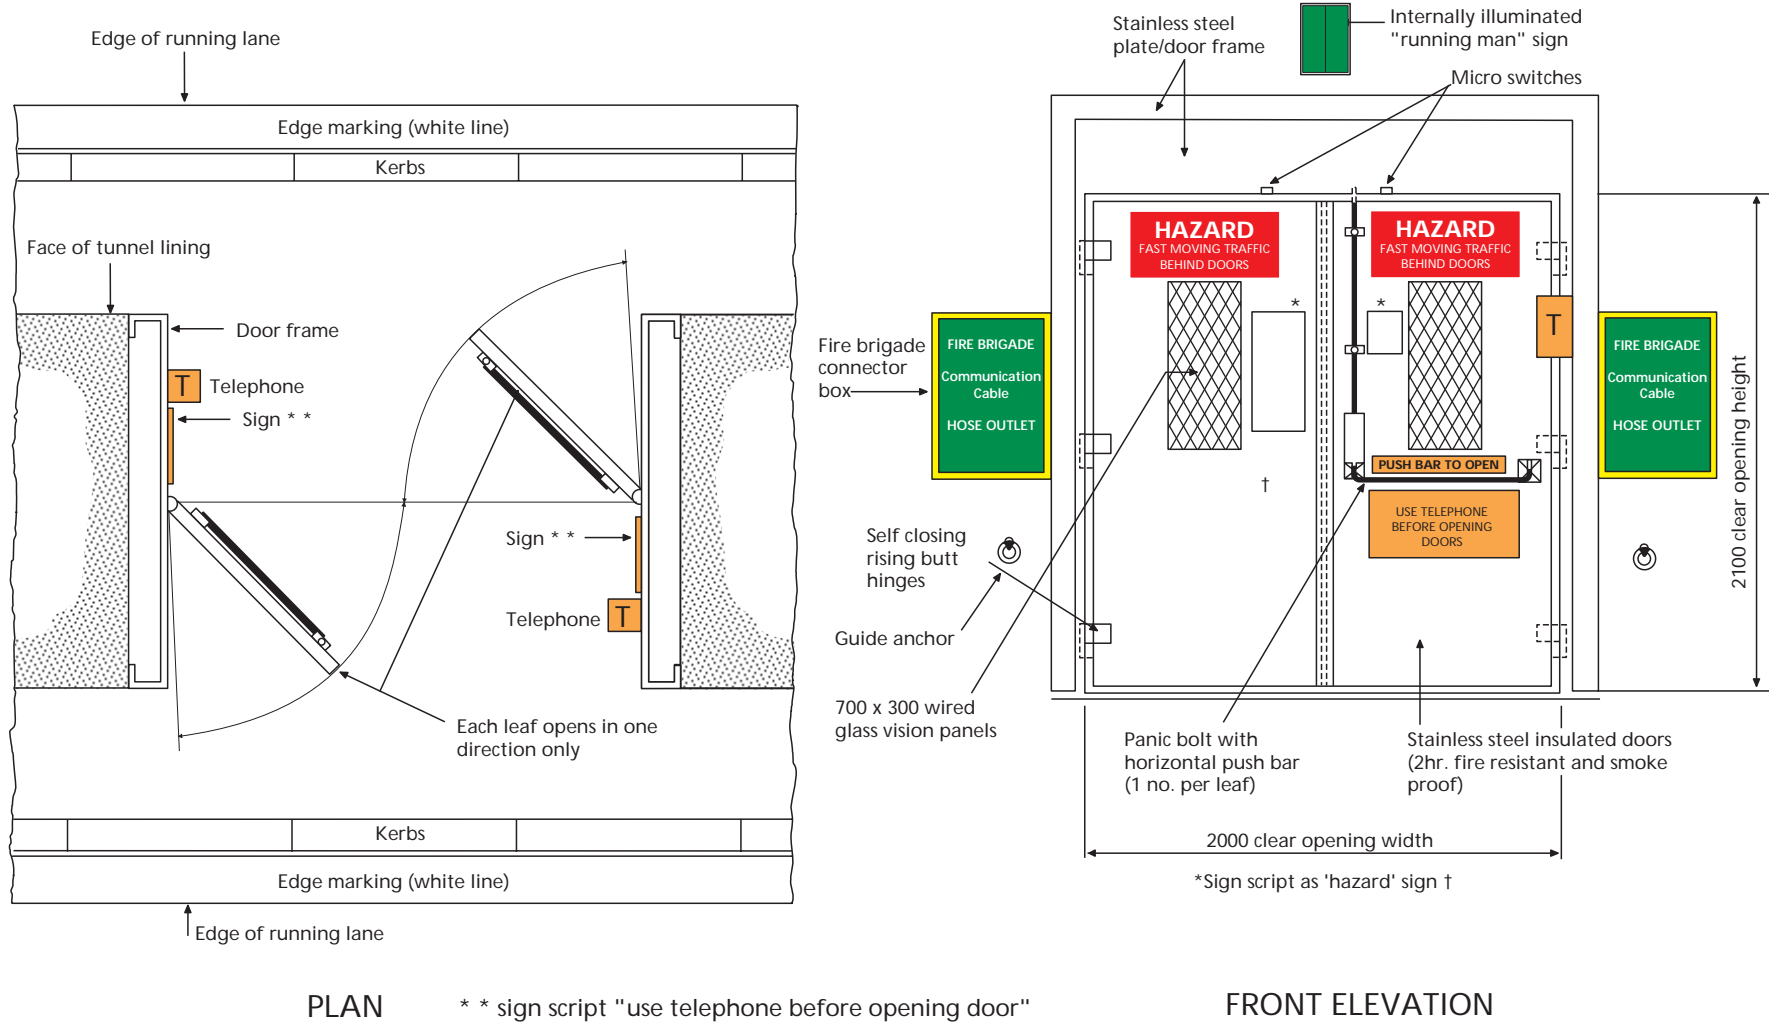 Edge of running lane
Edge marking (white line)
Kerbs
Face of tunnel lining
Door frame
T
Telephone
Sign * *
Sign * *
Telephone
T
Each leaf opens in one
direction only
Kerbs
Edge marking (white line)
Edge of running lane
PLAN
* * sign script "use telephone before opening door"
Stainless steel
plate/door frame
Internally illuminated
"running man" sign
Micro switches
HAZARD
FAST MOVING TRAFFIC
BEHIND DOORS
HAZARD
FAST MOVING TRAFFIC
BEHIND DOORS
*
*
T
Fire brigade
connector
box
FIRE BRIGADE
Communication
Cable
HOSE OUTLET
FIRE BRIGADE
Communication
Cable
HOSE OUTLET
PUSH BAR TO OPEN
†
USE TELEPHONE
BEFORE OPENING
DOORS
Self closing
rising butt
hinges
Guide anchor
700 x 300 wired
glass vision panels
Panic bolt with
horizontal push bar
(1 no. per leaf)
Stainless steel insulated doors
(2hr. fire resistant and smoke
proof)
2100 clear opening height
2000 clear opening width
*Sign script as 'hazard' sign †
FRONT ELEVATION